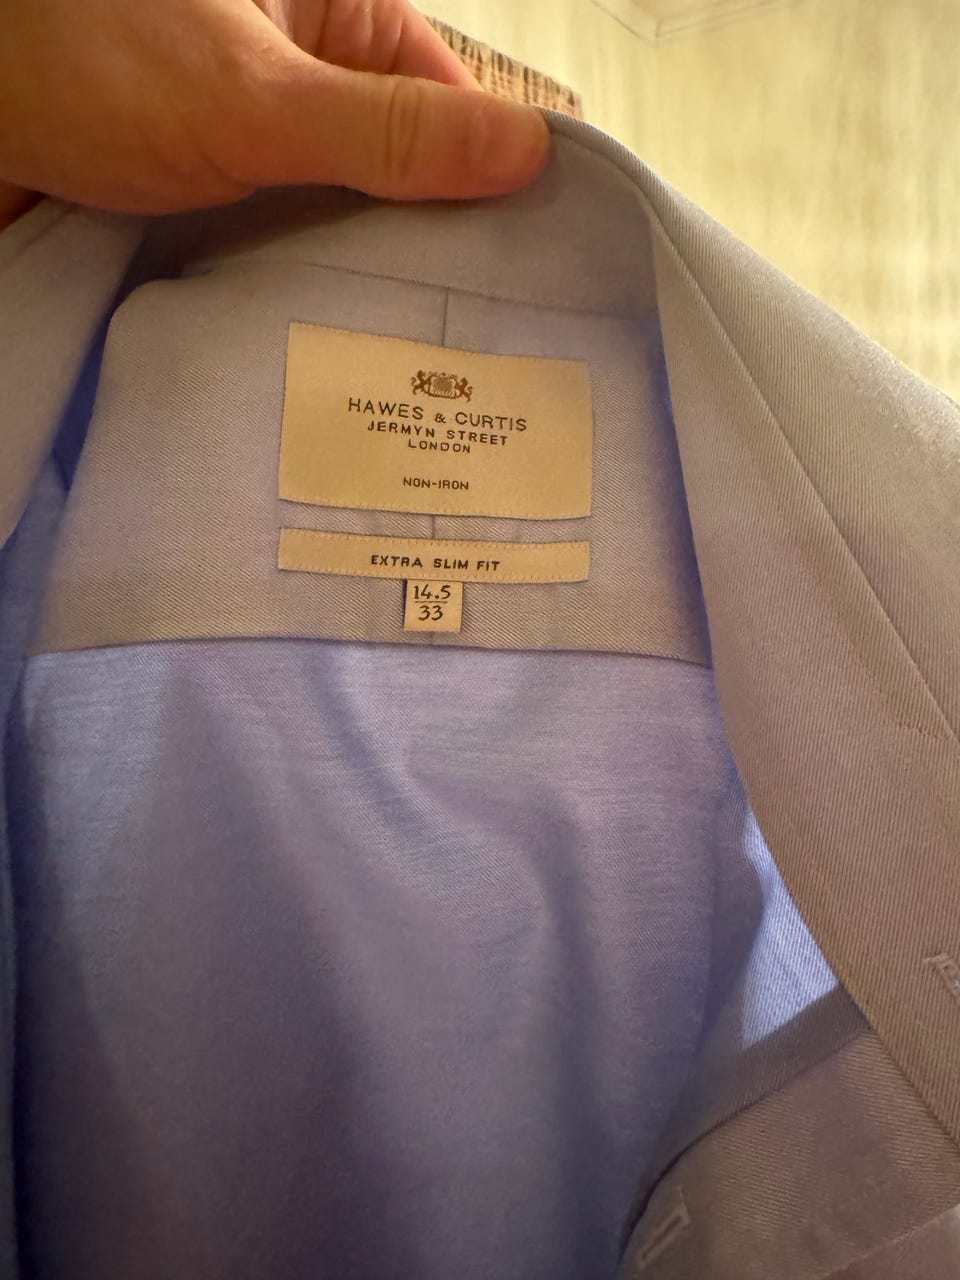 HAWES & CURTIS
JERMYN STREET
LONDON
NON-IRON
EXTRA SLIM FIT
14.5
33